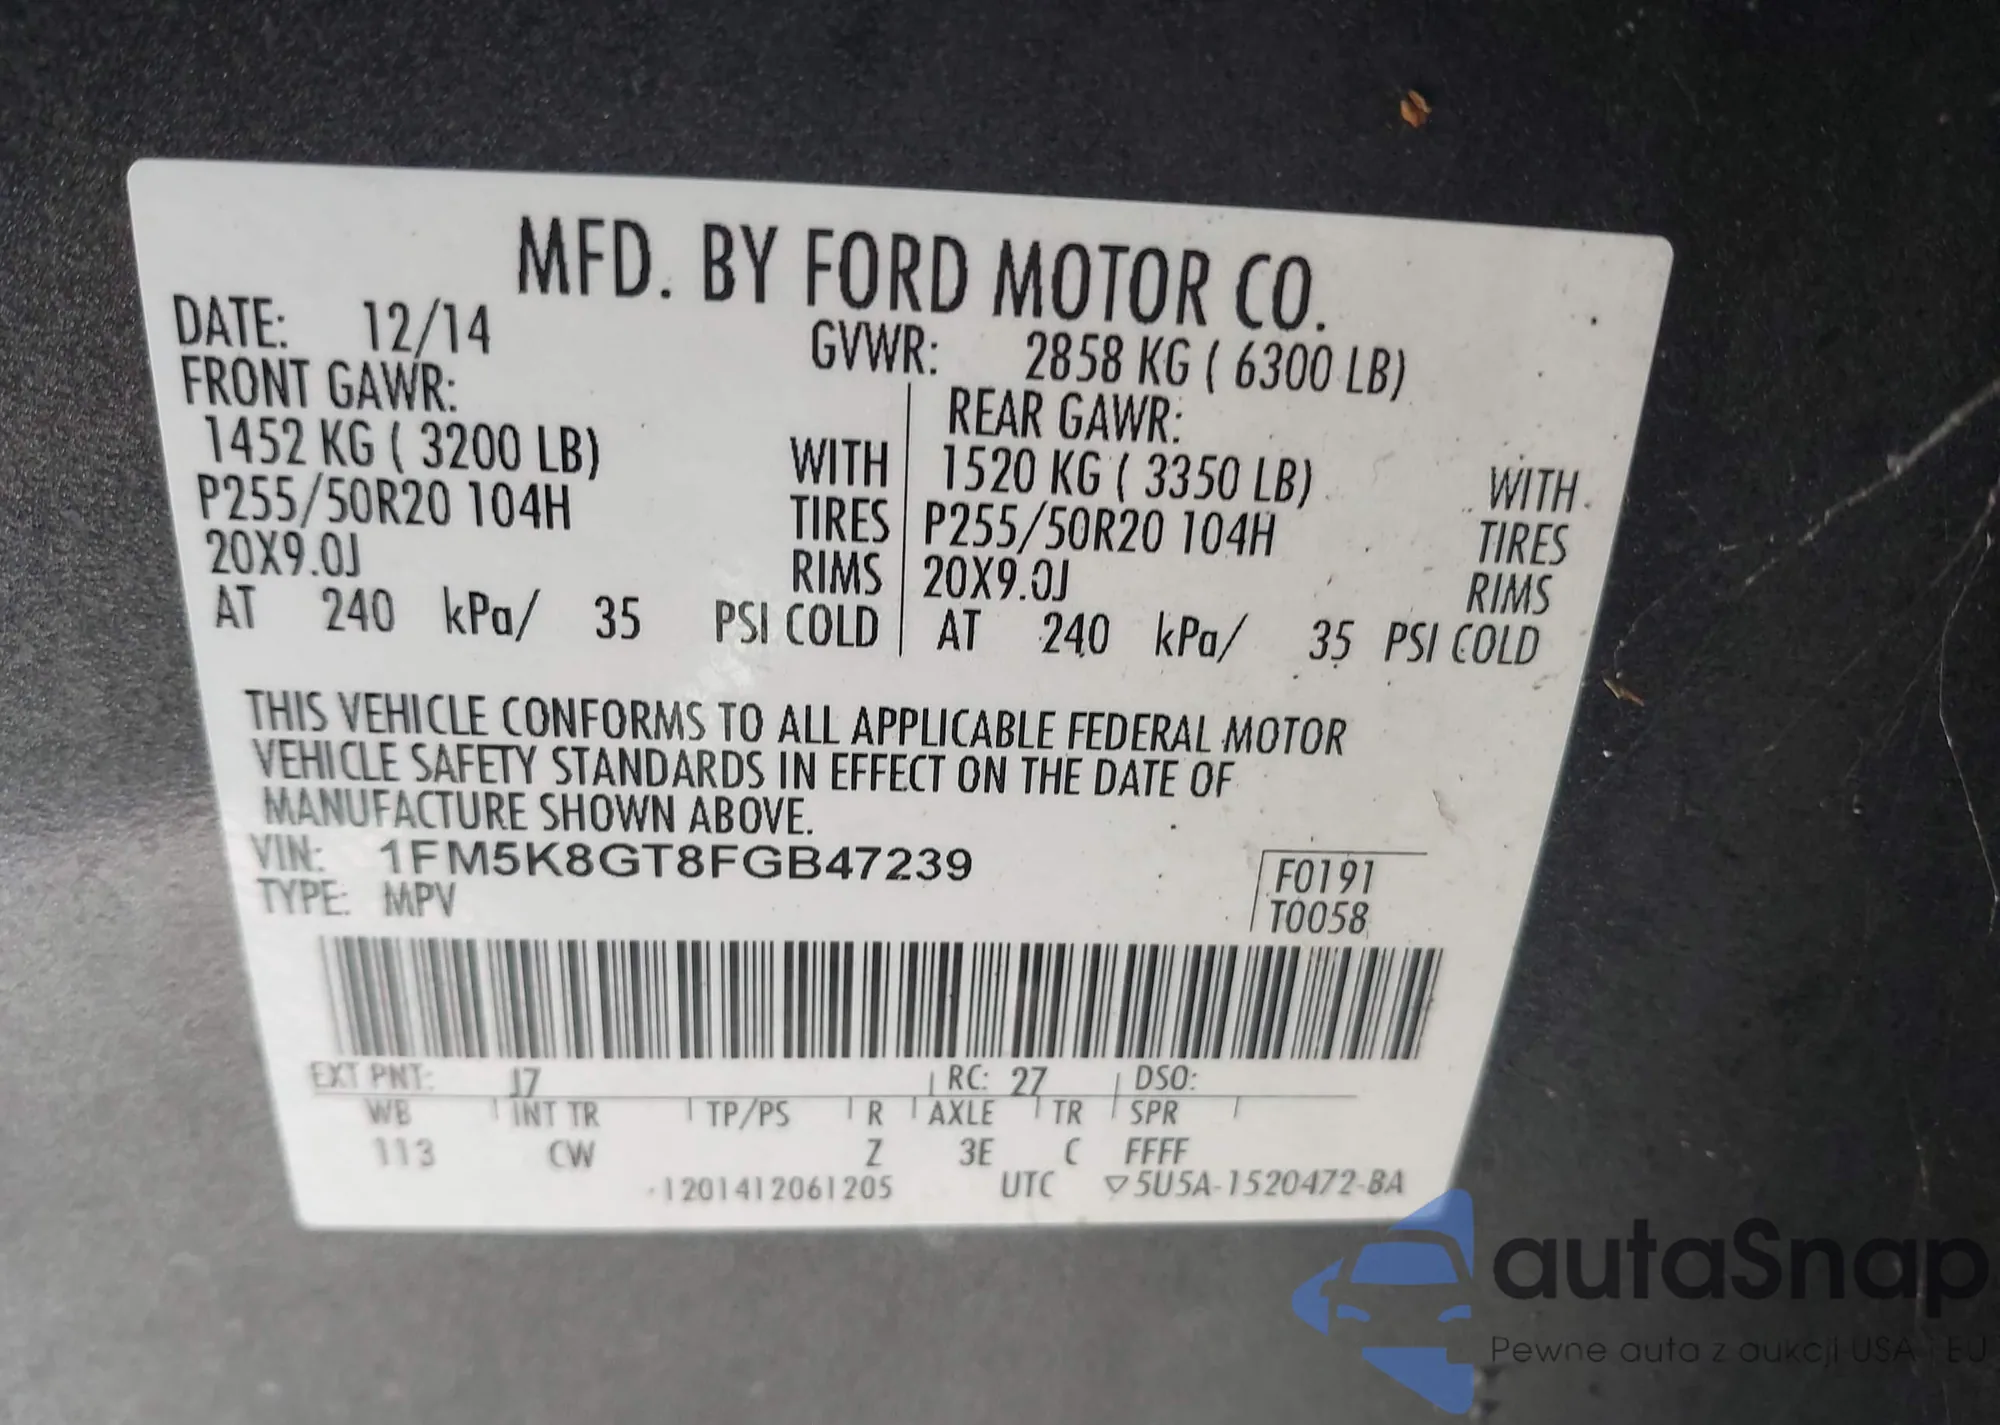 MFD. BY FORD MOTOR CO.
DATE: 12/14 GVWR: 2858 KG ( 6300 LB)
FRONT GAWR: REAR GAWR:
1452 KG ( 3200 LB) WITH 1520 KG ( 3350 LB) WITH
P255/50R20 104H TIRES P255/50R20 104H TIRES
20X9.0J RIMS 20X9.0J RIMS
AT 240 kPa/ 35 PSI COLD AT 240 kPa/ 35 PSI COLD
THIS VEHICLE CONFORMS TO ALL APPLICABLE FEDERAL MOTOR
VEHICLE SAFETY STANDARDS IN EFFECT ON THE DATE OF
MANUFACTURE SHOWN ABOVE.
VIN: 1FM5K8GT8FGB47239 F0191
TYPE: MPV T0058
EXT PNT: J7 RC: 27 DSO:
WB INT TR TP/PS R AXLE TR SPR
113 CW Z 3E C FFFF
1201412061205 UTC ▽5U5A-1520472-BA
autaSnap
Pewne auta z aukcji USA i EU